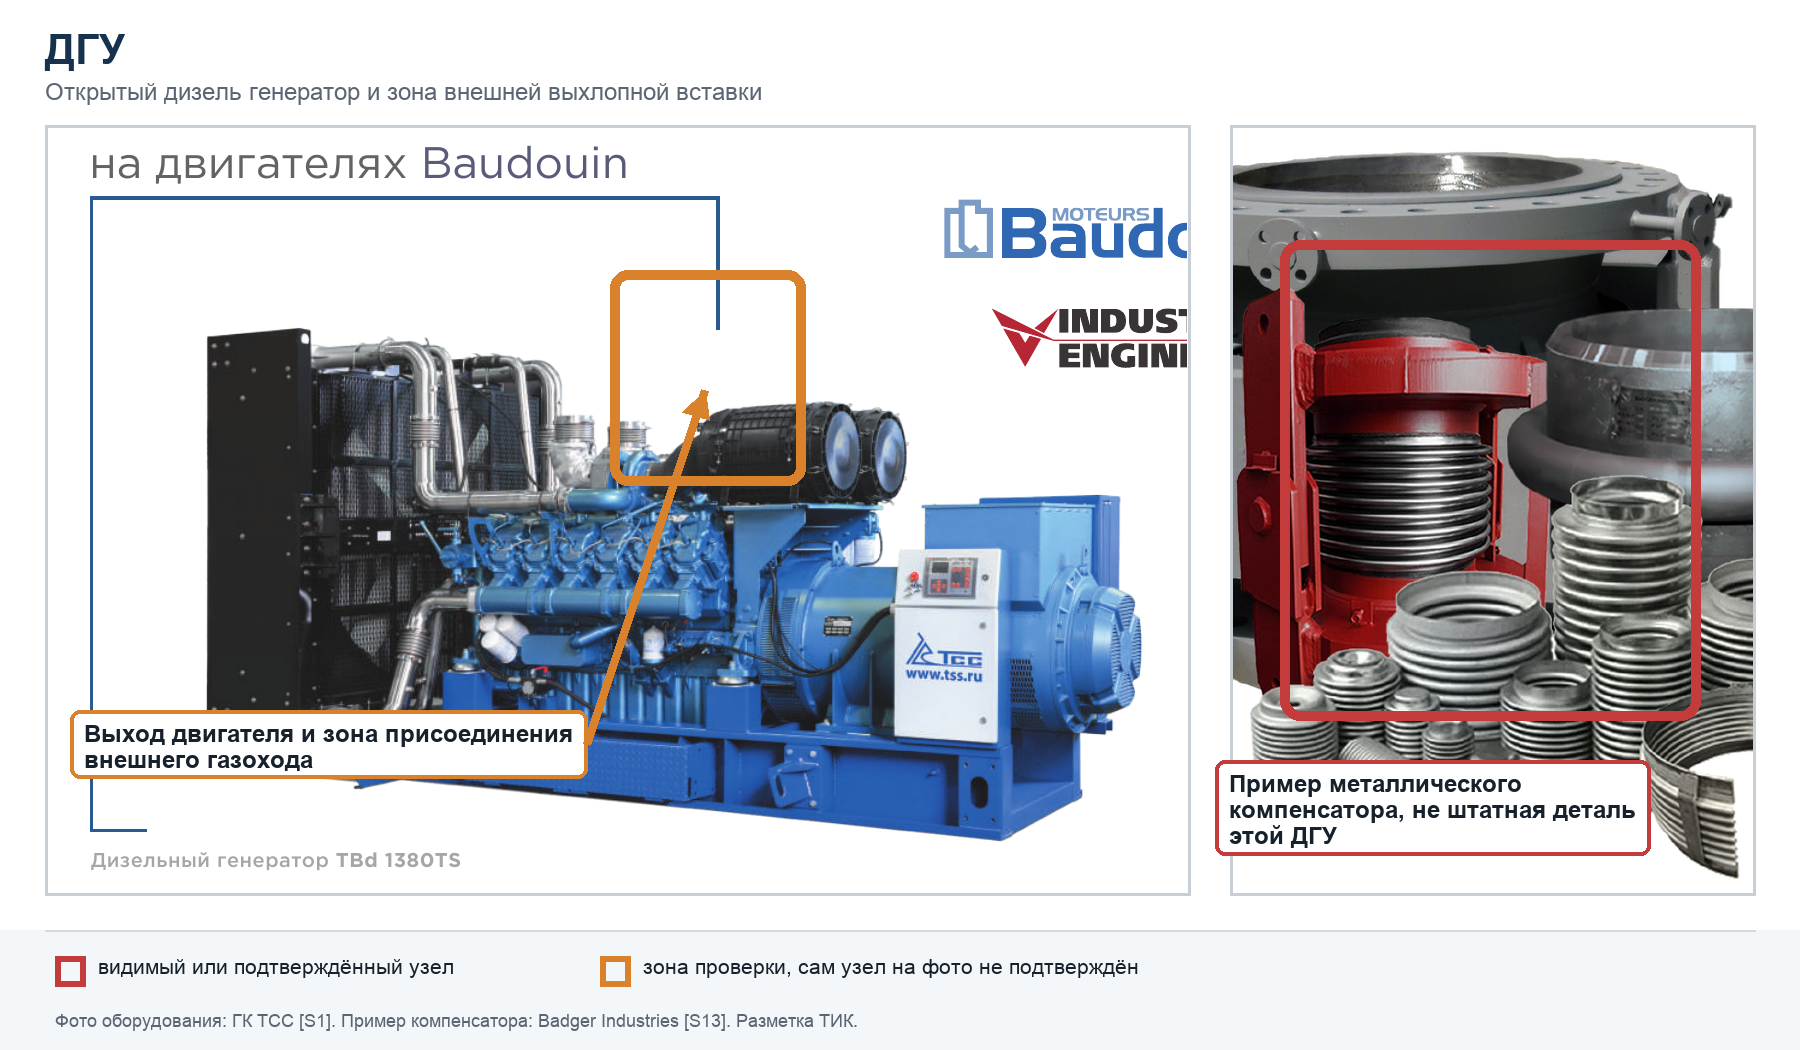 ДГУ
Открытый дизель генератор и зона внешней выхлопной вставки
на двигателях Baudouin
MOTEURS
Baudo
INDUST
ENGINE
TCC
www.tss.ru
Выход двигателя и зона присоединения
внешнего газохода
Дизельный генератор TBd 1380TS
Пример металлического
компенсатора, не штатная деталь
этой ДГУ
видимый или подтверждённый узел
зона проверки, сам узел на фото не подтверждён
Фото оборудования: ГК ТСС [S1]. Пример компенсатора: Badger Industries [S13]. Разметка ТИК.